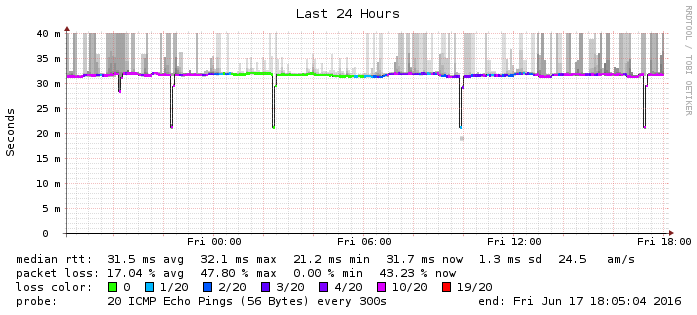 Last 24 Hours
RRDTOOL / TOBI OETIKER
Seconds
40 m
35 m
30 m
25 m
20 m
15 m
10 m
5 m
0
Fri 00:00 Fri 06:00 Fri 12:00 Fri 18:00
median rtt: 31.5 ms avg 32.1 ms max 21.2 ms min 31.7 ms now 1.3 ms sd 24.5 am/s
packet loss: 17.04 % avg 47.80 % max 0.00 % min 43.23 % now
loss color: 0 1/20 2/20 3/20 4/20 10/20 19/20
probe: 20 ICMP Echo Pings (56 Bytes) every 300s end: Fri Jun 17 18:05:04 2016